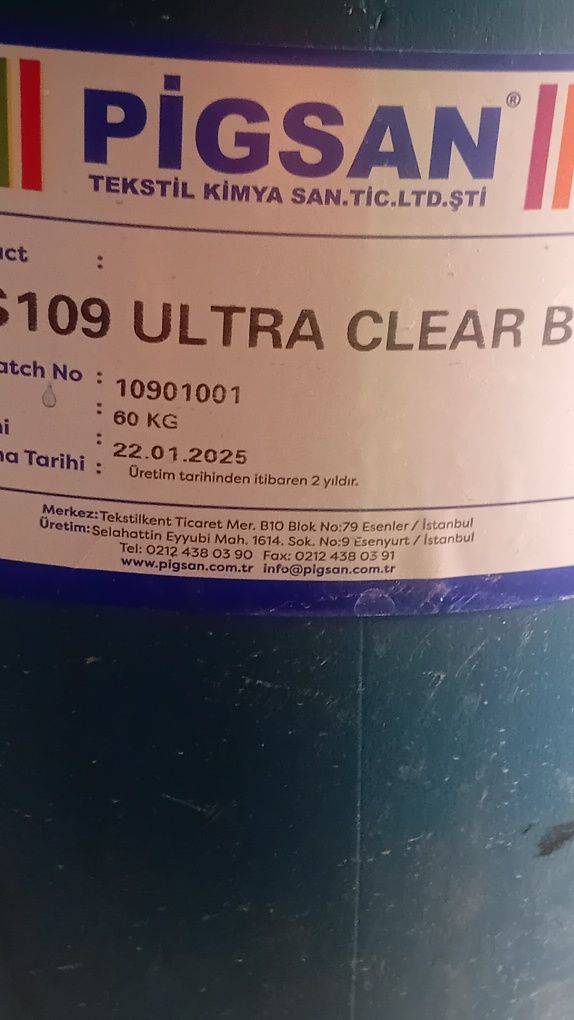 PİGSAN®
TEKSTİL KİMYA SAN.TİC.LTD.ŞTİ
:
109 ULTRA CLEAR B
No : 10901001
: 60 KG
: 22.01.2025
Tarihi : Üretim tarihinden itibaren 2 yıldır.
Merkez: Tekstilkent Ticaret Mer. B10 Blok No:79 Esenler / İstanbul
Üretim: Selahattin Eyyubi Mah. 1614. Sok. No:9 Esenyurt / İstanbul
Tel: 0212 438 03 90 Fax: 0212 438 03 91
www.pigsan.com.tr info@pigsan.com.tr